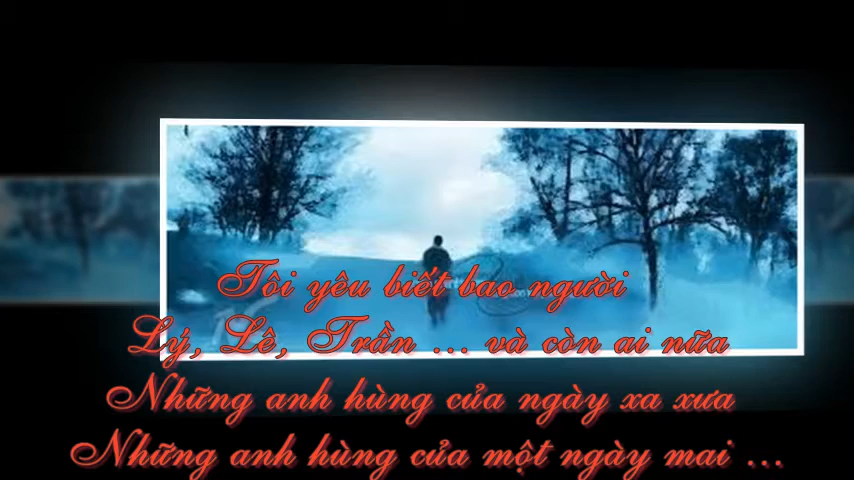 Tôi yêu biết bao người
Lý, Lê, Trần ... và còn ai nữa
Những anh hùng của ngày xa xưa
Những anh hùng của một ngày mai ...